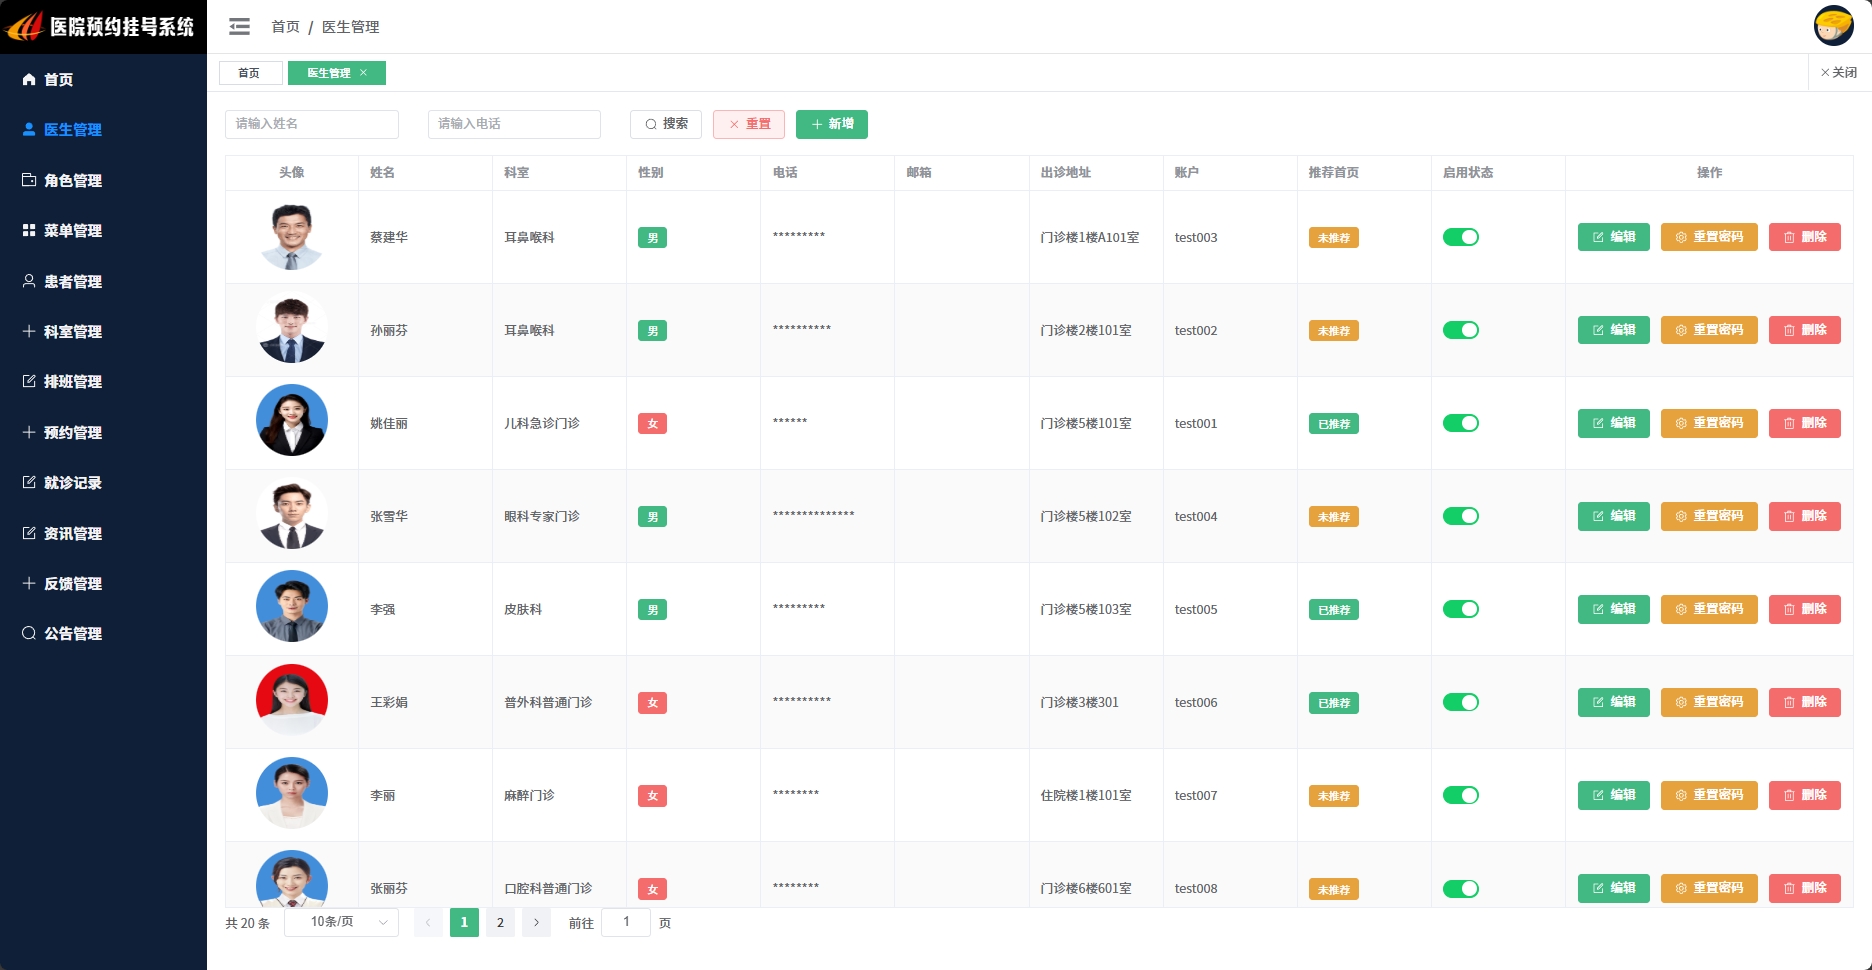 医院预约挂号系统
首页 / 医生管理
首页
医生管理 ×
×关闭
首页
医生管理
角色管理
菜单管理
患者管理
科室管理
排班管理
预约管理
就诊记录
资讯管理
反馈管理
公告管理
请输入姓名 请输入电话 搜索 重置 新增
头像 姓名 科室 性别 电话 邮箱 出诊地址 账户 推荐首页 启用状态 操作
蔡建华 耳鼻喉科 男 ********* 门诊楼1楼A101室 test003 未推荐 编辑 重置密码 删除
孙丽芬 耳鼻喉科 男 ********** 门诊楼2楼101室 test002 未推荐 编辑 重置密码 删除
姚佳丽 儿科急诊门诊 女 ****** 门诊楼5楼101室 test001 已推荐 编辑 重置密码 删除
张雪华 眼科专家门诊 男 ************** 门诊楼5楼102室 test004 未推荐 编辑 重置密码 删除
李强 皮肤科 男 ********* 门诊楼5楼103室 test005 已推荐 编辑 重置密码 删除
王彩娟 普外科普通门诊 女 ********** 门诊楼3楼301 test006 已推荐 编辑 重置密码 删除
李丽 麻醉门诊 女 ******** 住院楼1楼101室 test007 未推荐 编辑 重置密码 删除
张丽芬 口腔科普通门诊 女 ******** 门诊楼6楼601室 test008 未推荐 编辑 重置密码 删除
共 20 条 10条/页 1 2 前往 1 页